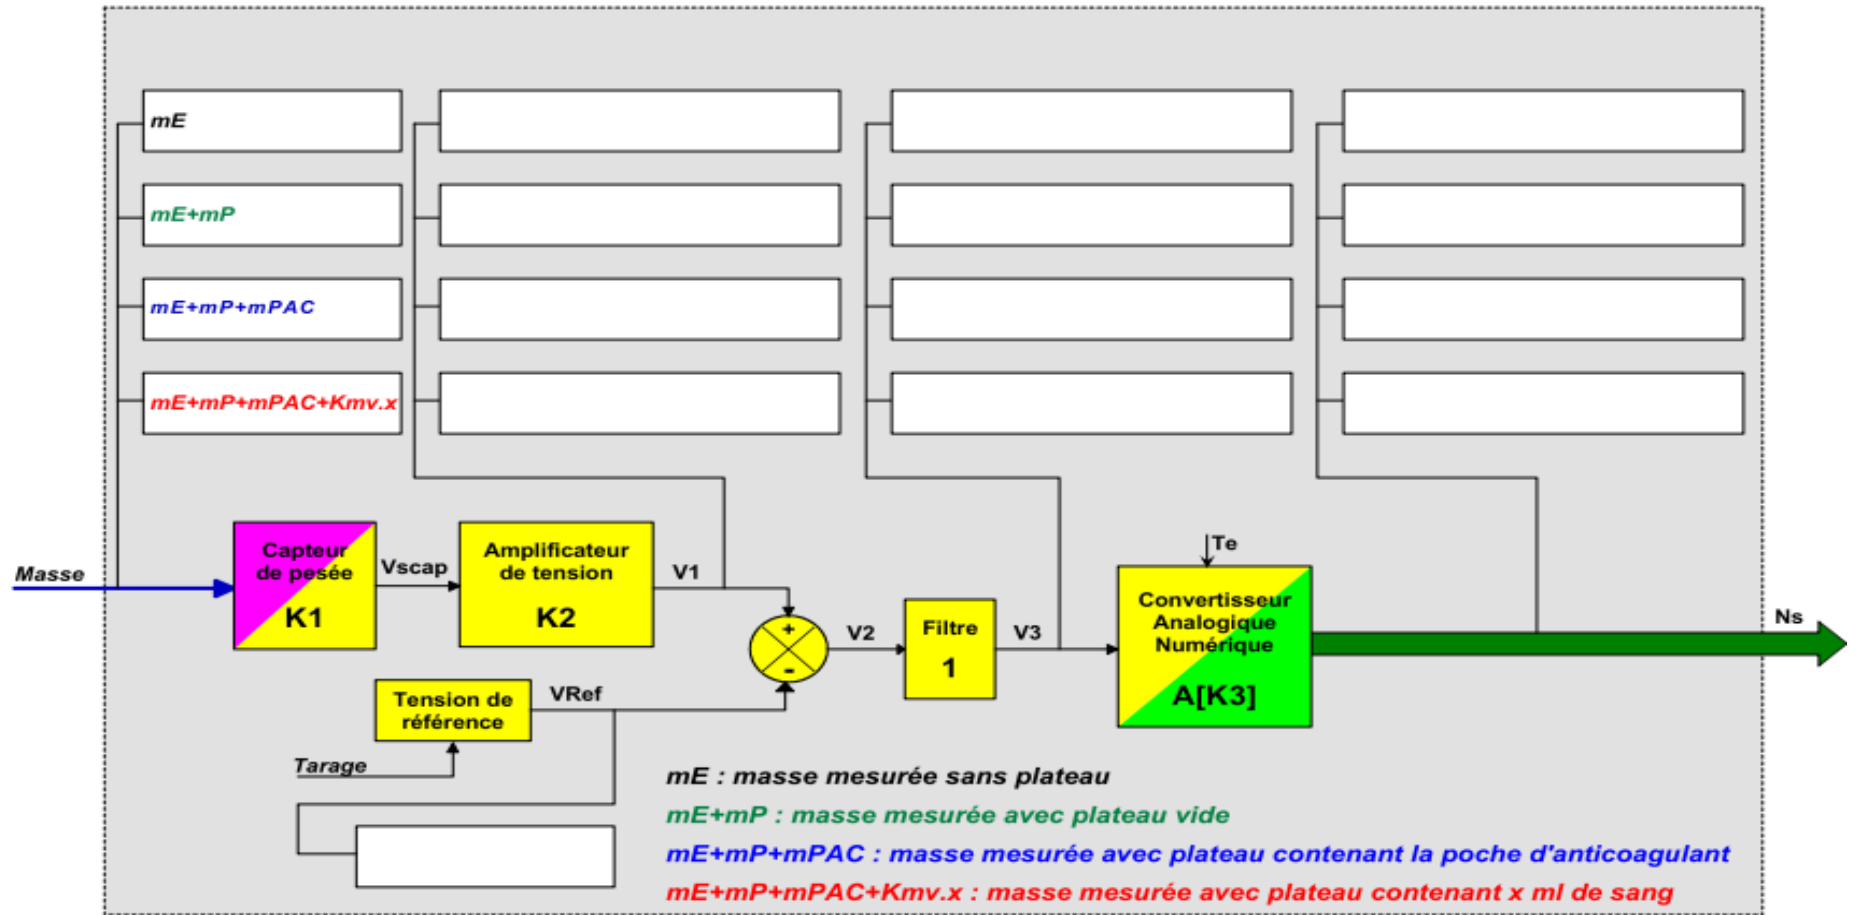 mE
mE+mP
mE+mP+mPAC
mE+mP+mPAC+Kmv.x
Masse
Capteur
de pesée
K1
Vscap
Amplificateur
de tension
K2
V1
+
-
V2
Filtre
1
V3
Te
Convertisseur
Analogique
Numérique
A[K3]
Ns
Tension de
référence
VRef
Tarage
mE : masse mesurée sans plateau
mE+mP : masse mesurée avec plateau vide
mE+mP+mPAC : masse mesurée avec plateau contenant la poche d'anticoagulant
mE+mP+mPAC+Kmv.x : masse mesurée avec plateau contenant x ml de sang